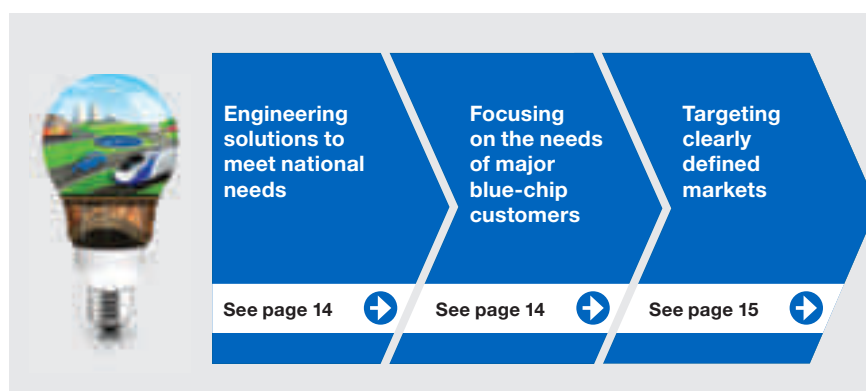 Engineering
solutions to
meet national
needs
See page 14
Focusing
on the needs
of major
blue-chip
customers
See page 14
Targeting
clearly
defined
markets
See page 15